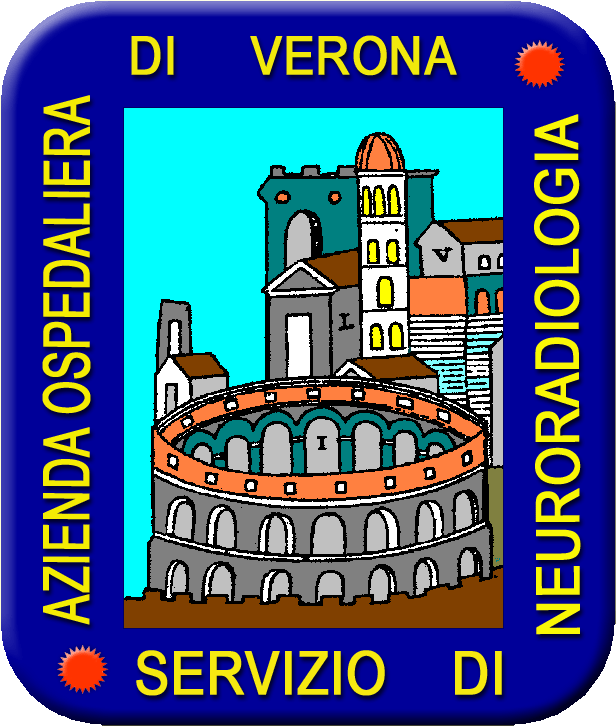 AZIENDA OSPEDALIERA
DI VERONA
SERVIZIO DI
NEURORADIOLOGIA